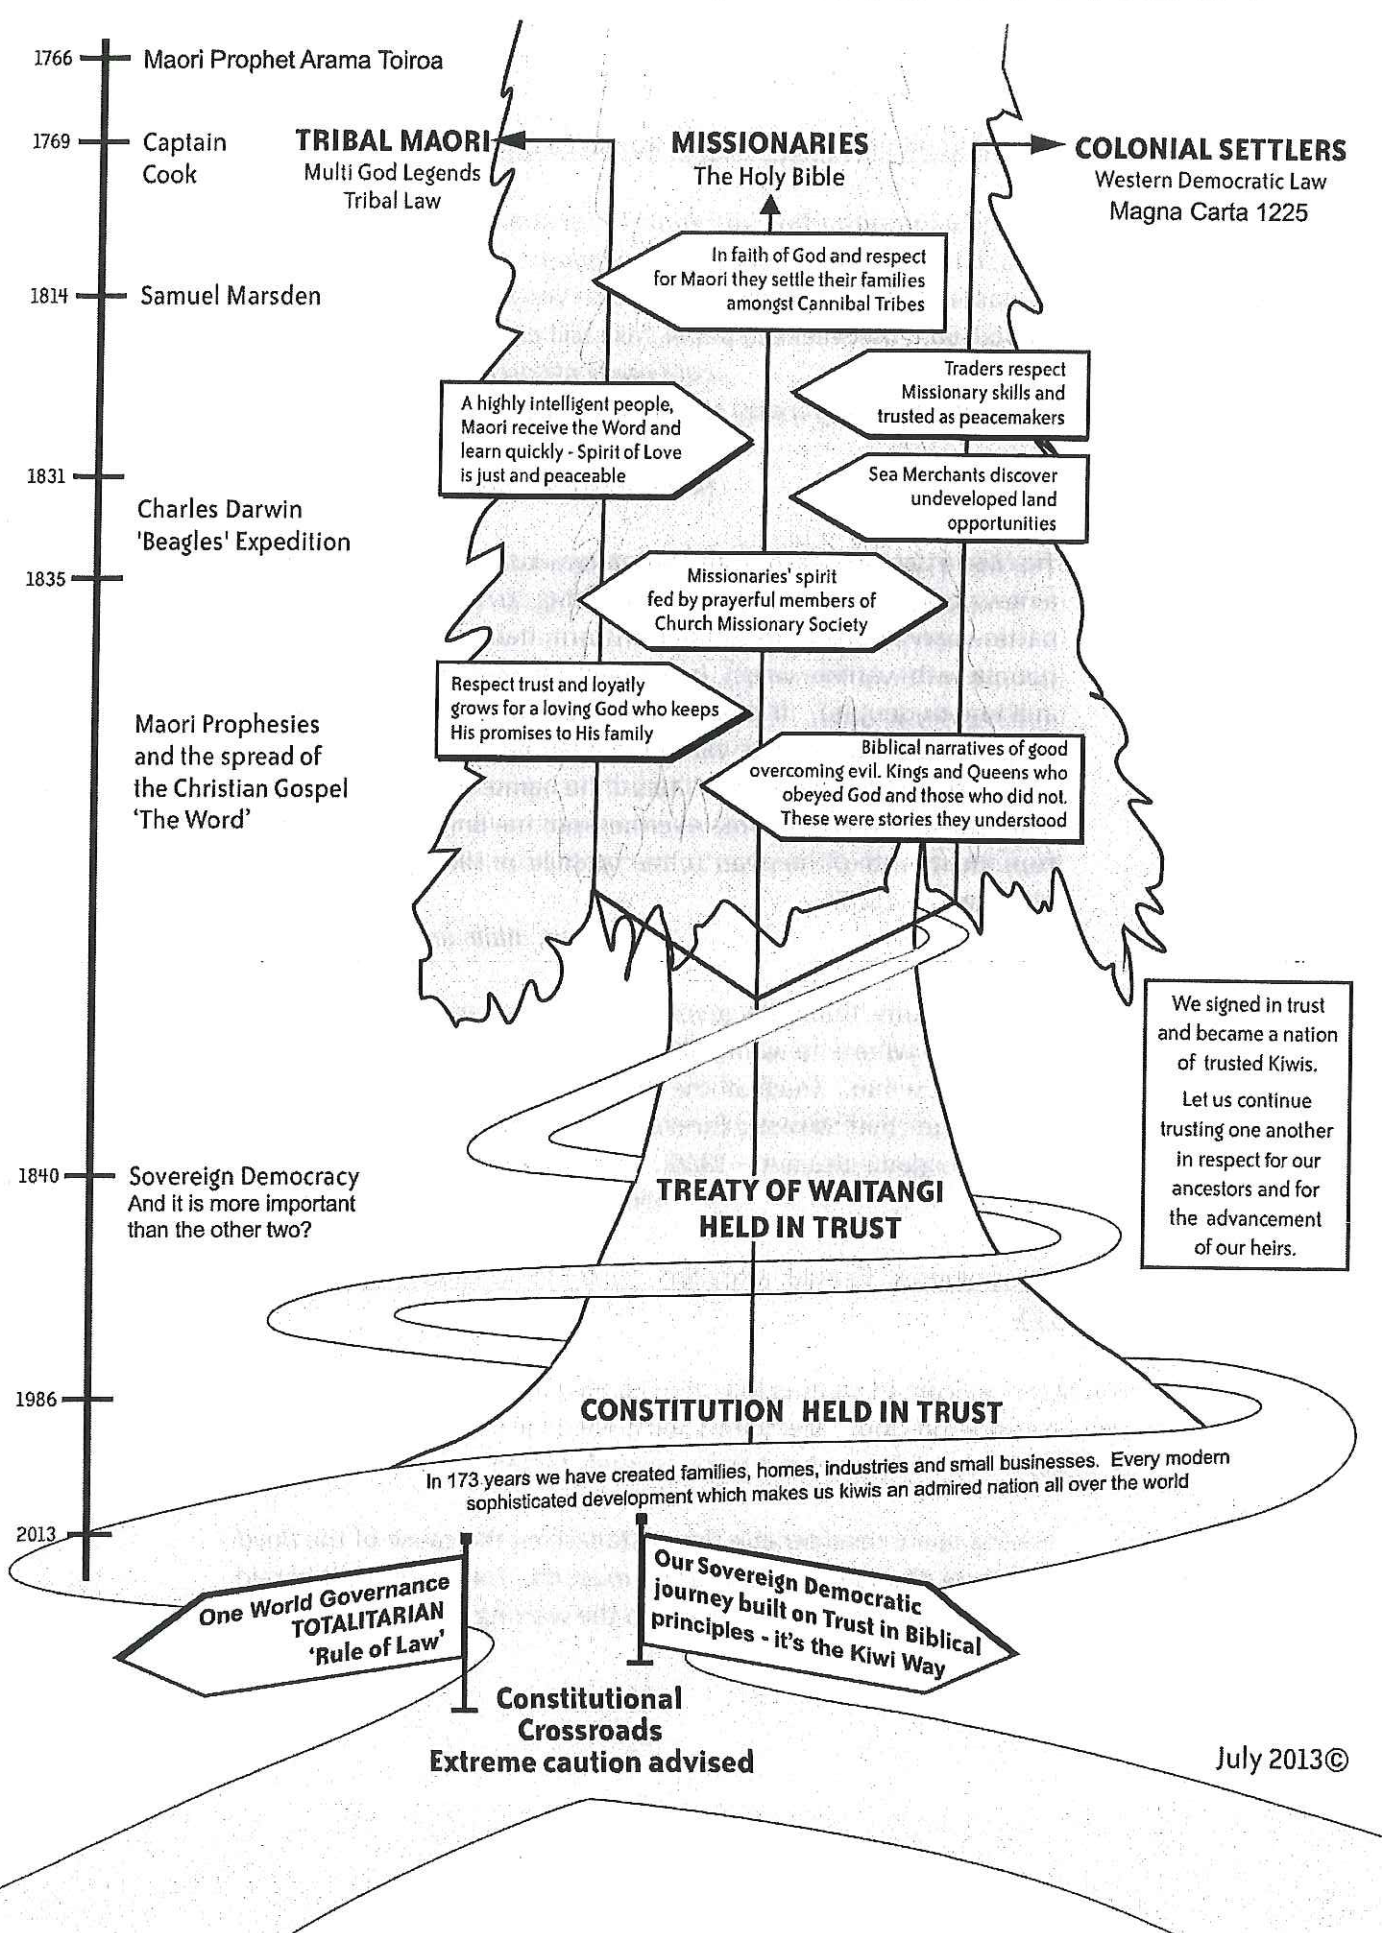 1766
Maori Prophet Arama Toiroa
1769
Captain
Cook
TRIBAL MAORI
Multi God Legends
Tribal Law
MISSIONARIES
The Holy Bible
COLONIAL SETTLERS
Western Democratic Law
Magna Carta 1225
In faith of God and respect
for Maori they settle their families
amongst Cannibal Tribes
1814
Samuel Marsden
Traders respect
Missionary skills and
trusted as peacemakers
A highly intelligent people,
Maori receive the Word and
learn quickly - Spirit of Love
is just and peaceable
Sea Merchants discover
undeveloped land
opportunities
1831
Charles Darwin
'Beagles' Expedition
1835
Missionaries' spirit
fed by prayerful members of
Church Missionary Society
Respect trust and loyatly
grows for a loving God who keeps
His promises to His family
Maori Prophesies
and the spread of
the Christian Gospel
'The Word'
Biblical narratives of good
overcoming evil. Kings and Queens who
obeyed God and those who did not.
These were stories they understood
We signed in trust
and became a nation
of trusted Kiwis.
Let us continue
trusting one another
in respect for our
ancestors and for
the advancement
of our heirs.
1840
Sovereign Democracy
And it is more important
than the other two?
TREATY OF WAITANGI
HELD IN TRUST
1986
CONSTITUTION HELD IN TRUST
In 173 years we have created families, homes, industries and small businesses. Every modern
sophisticated development which makes us kiwis an admired nation all over the world
2013
One World Governance
TOTALITARIAN
'Rule of Law'
Our Sovereign Democratic
journey built on Trust in Biblical
principles - it's the Kiwi Way
Constitutional
Crossroads
Extreme caution advised
July 2013©